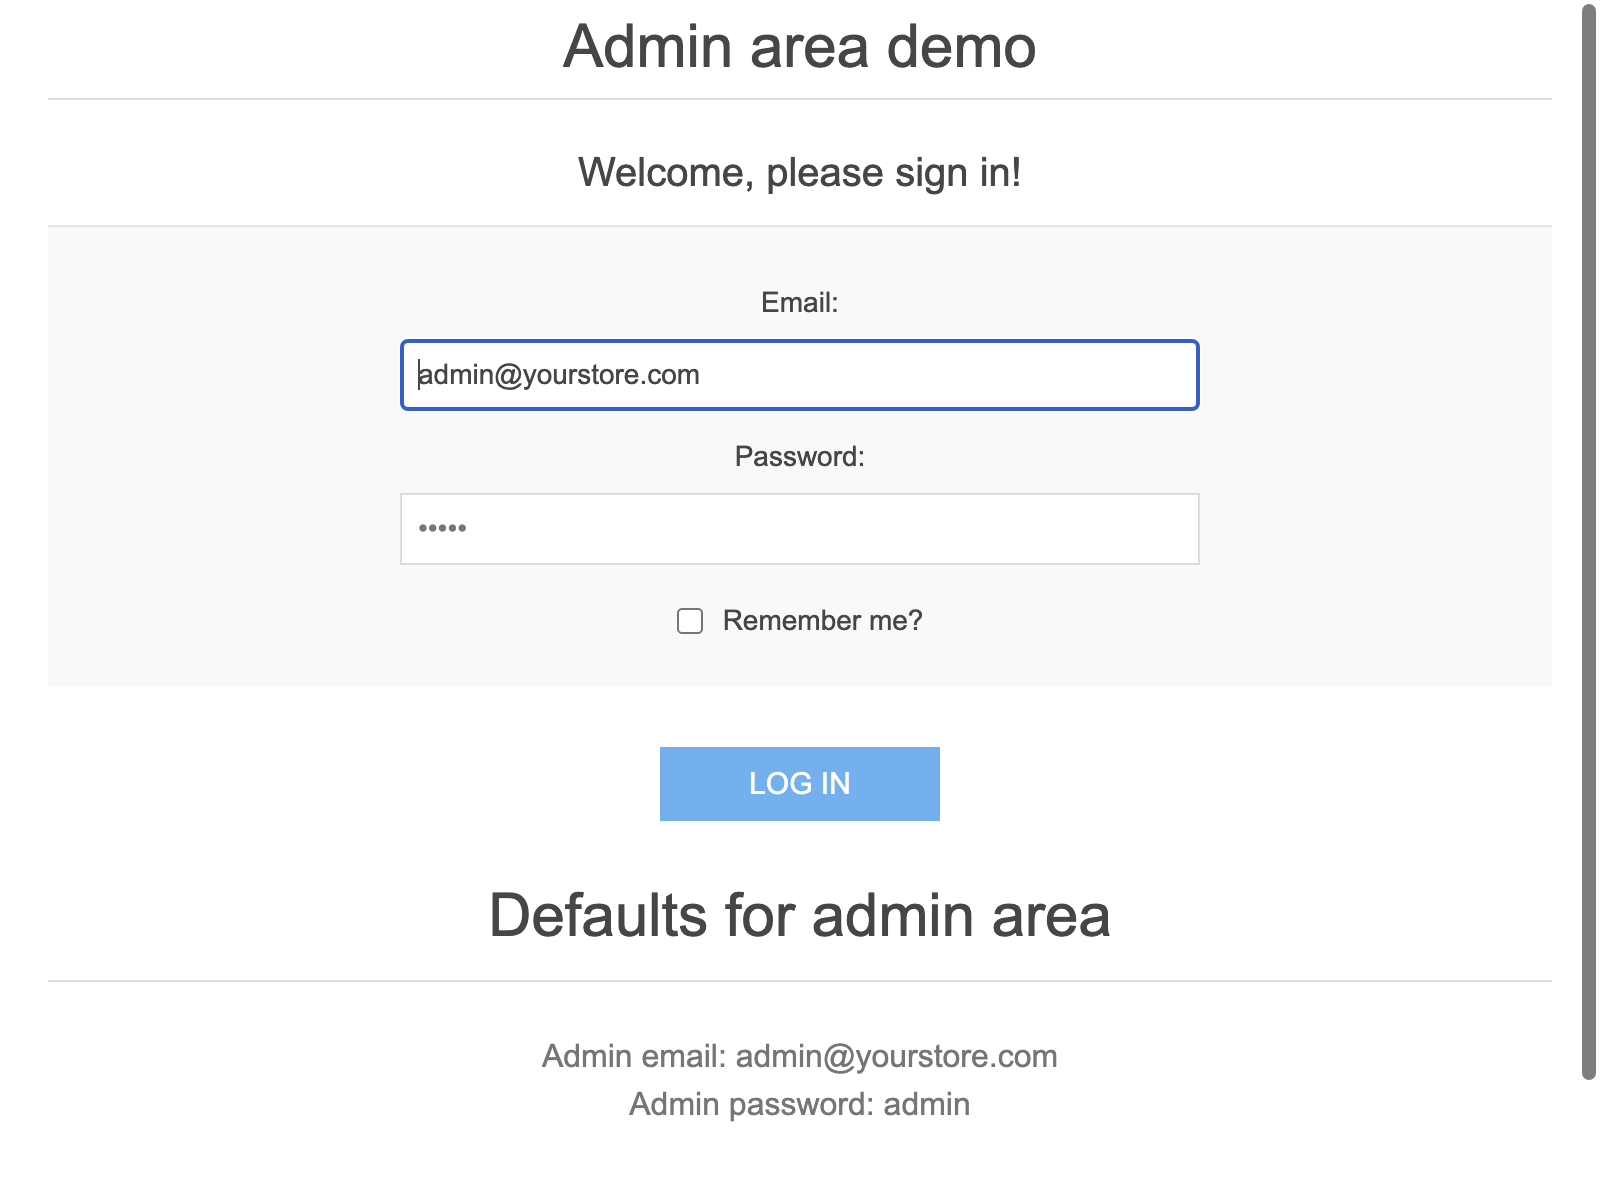 Admin area demo
Welcome, please sign in!
Email:
admin@yourstore.com
Password:
•••••
Remember me?
LOG IN
Defaults for admin area
Admin email: admin@yourstore.com
Admin password: admin